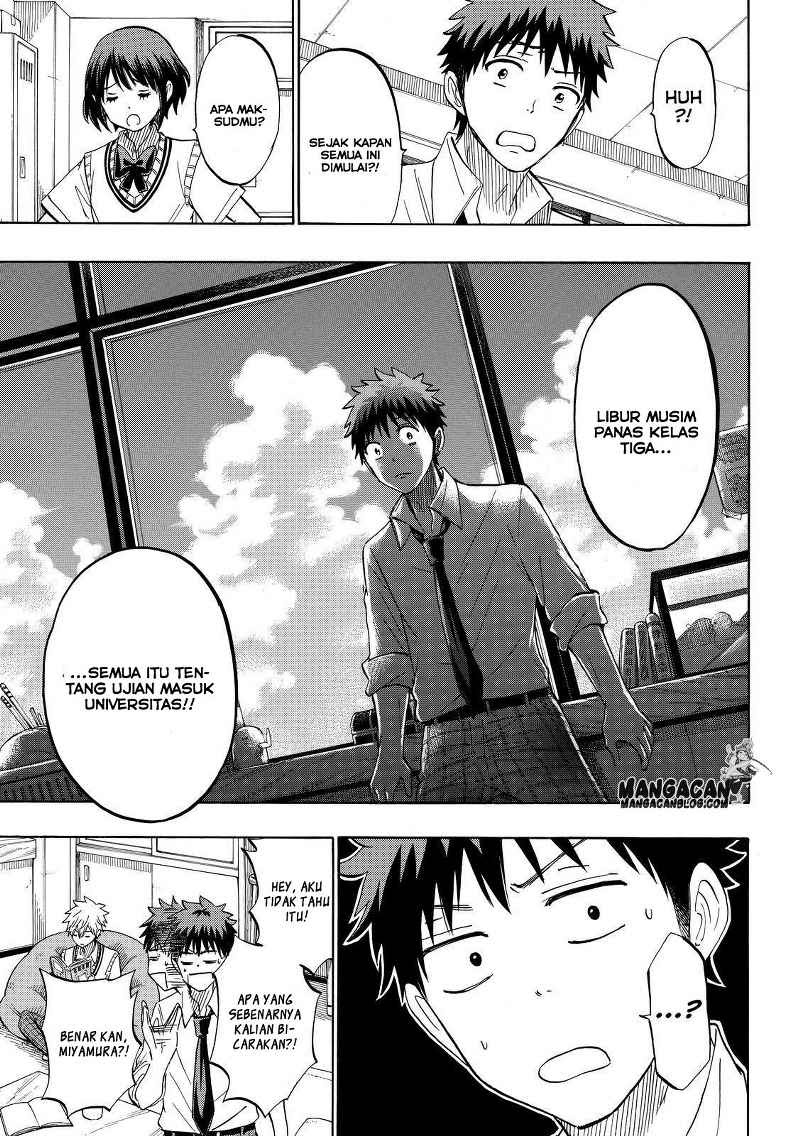 HUH
?!
SEJAK KAPAN
SEMUA INI
DIMULAI?!
APA MAK-
SUDMU?
LIBUR MUSIM
PANAS KELAS
TIGA...
...SEMUA ITU TEN-
TANG UJIAN MASUK
UNIVERSITAS!!
MANGACAN
MANGACANBLOG.COM
...?
HEY, AKU
TIDAK TAHU
ITU!
APA YANG
SEBENARNYA
KALIAN BI-
CARAKAN?!
BENAR KAN,
MIYAMURA?!